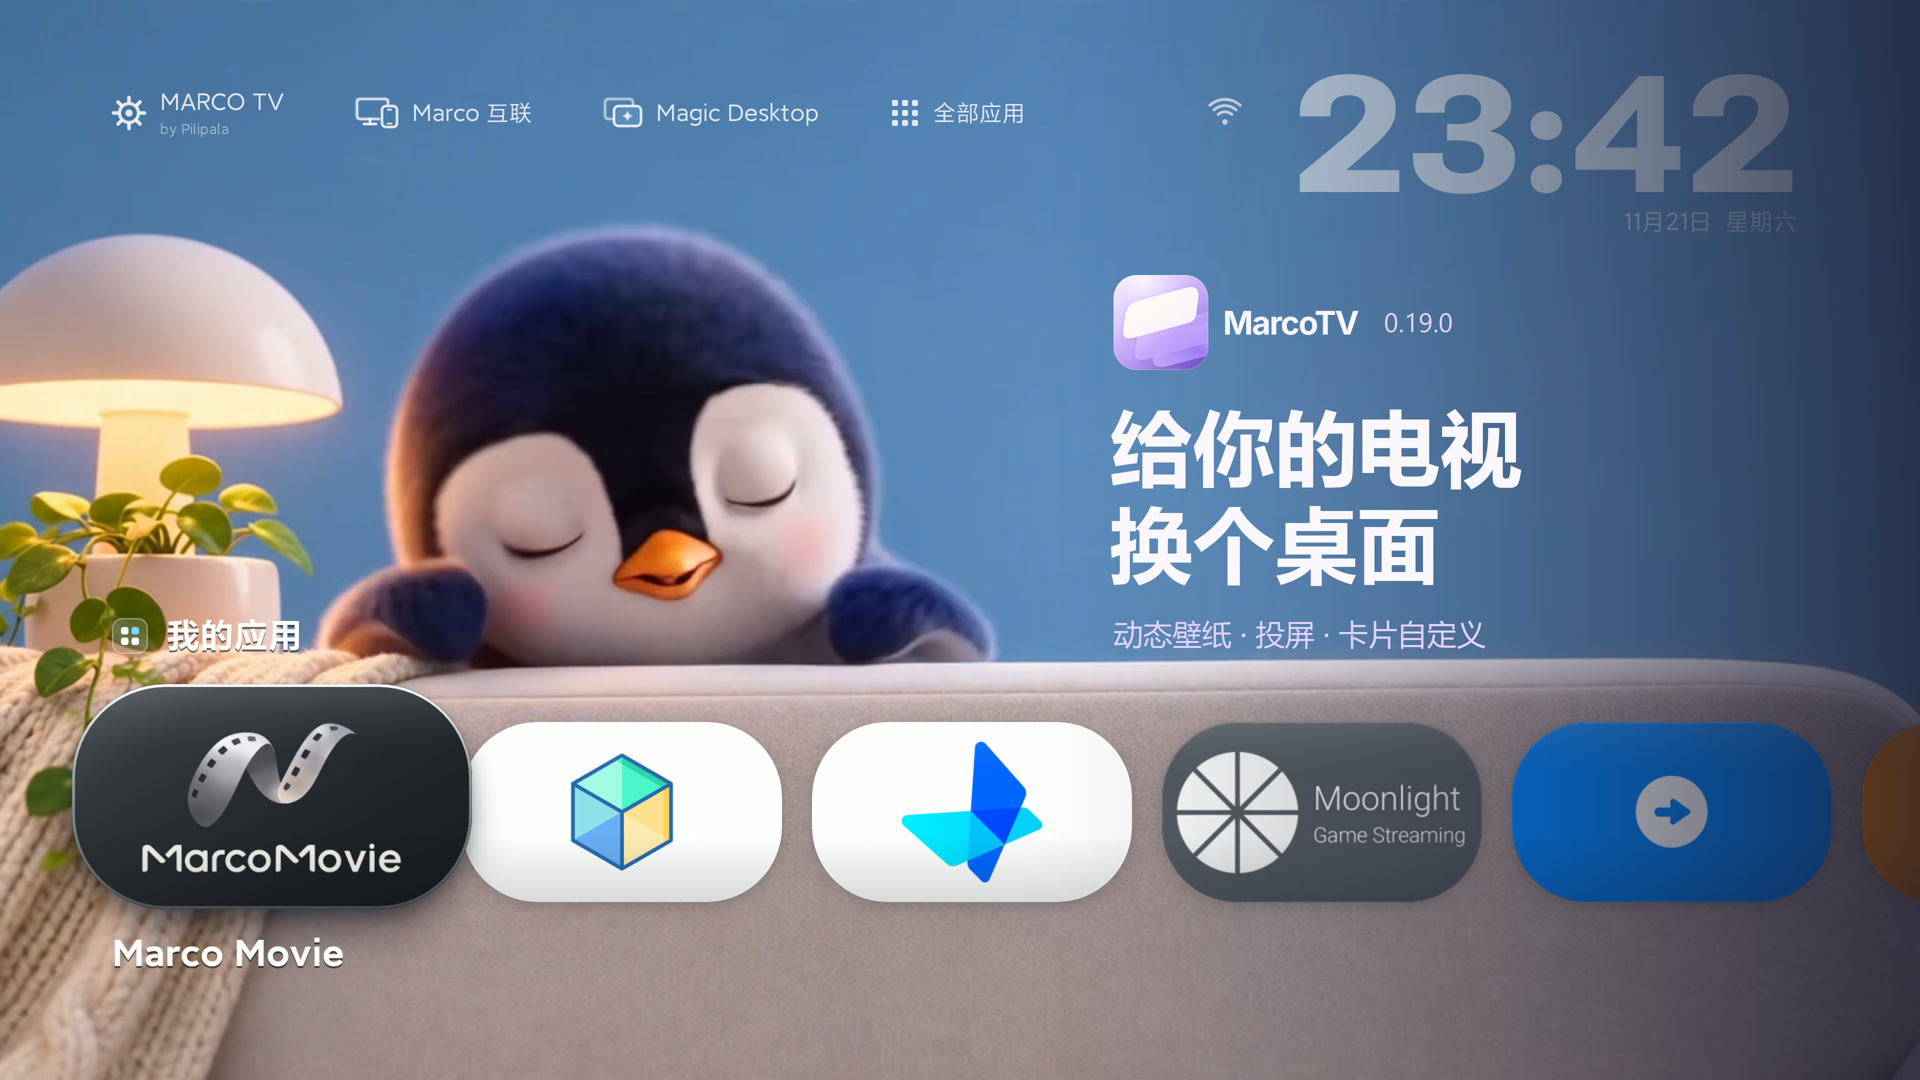 MARCO TV
by Pilipala
Marco 互联
Magic Desktop
全部应用
23:42
11月21日 星期六
MarcoTV 0.19.0
给你的电视
换个桌面
动态壁纸 · 投屏 · 卡片自定义
我的应用
MarcoMovie
Moonlight
Game Streaming
Marco Movie